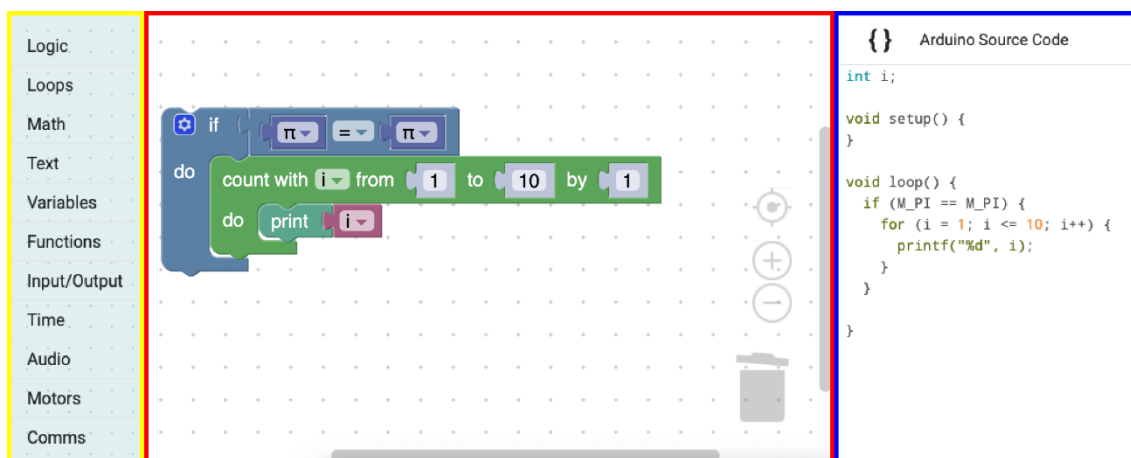 Logic
Loops
Math
Text
Variables
Functions
Input/Output
Time
Audio
Motors
Comms
if π = π
do count with i from 1 to 10 by 1
do print i
{} Arduino Source Code
int i;
void setup() {
}
void loop() {
if (M_PI == M_PI) {
for (i = 1; i <= 10; i++) {
printf("%d", i);
}
}
}